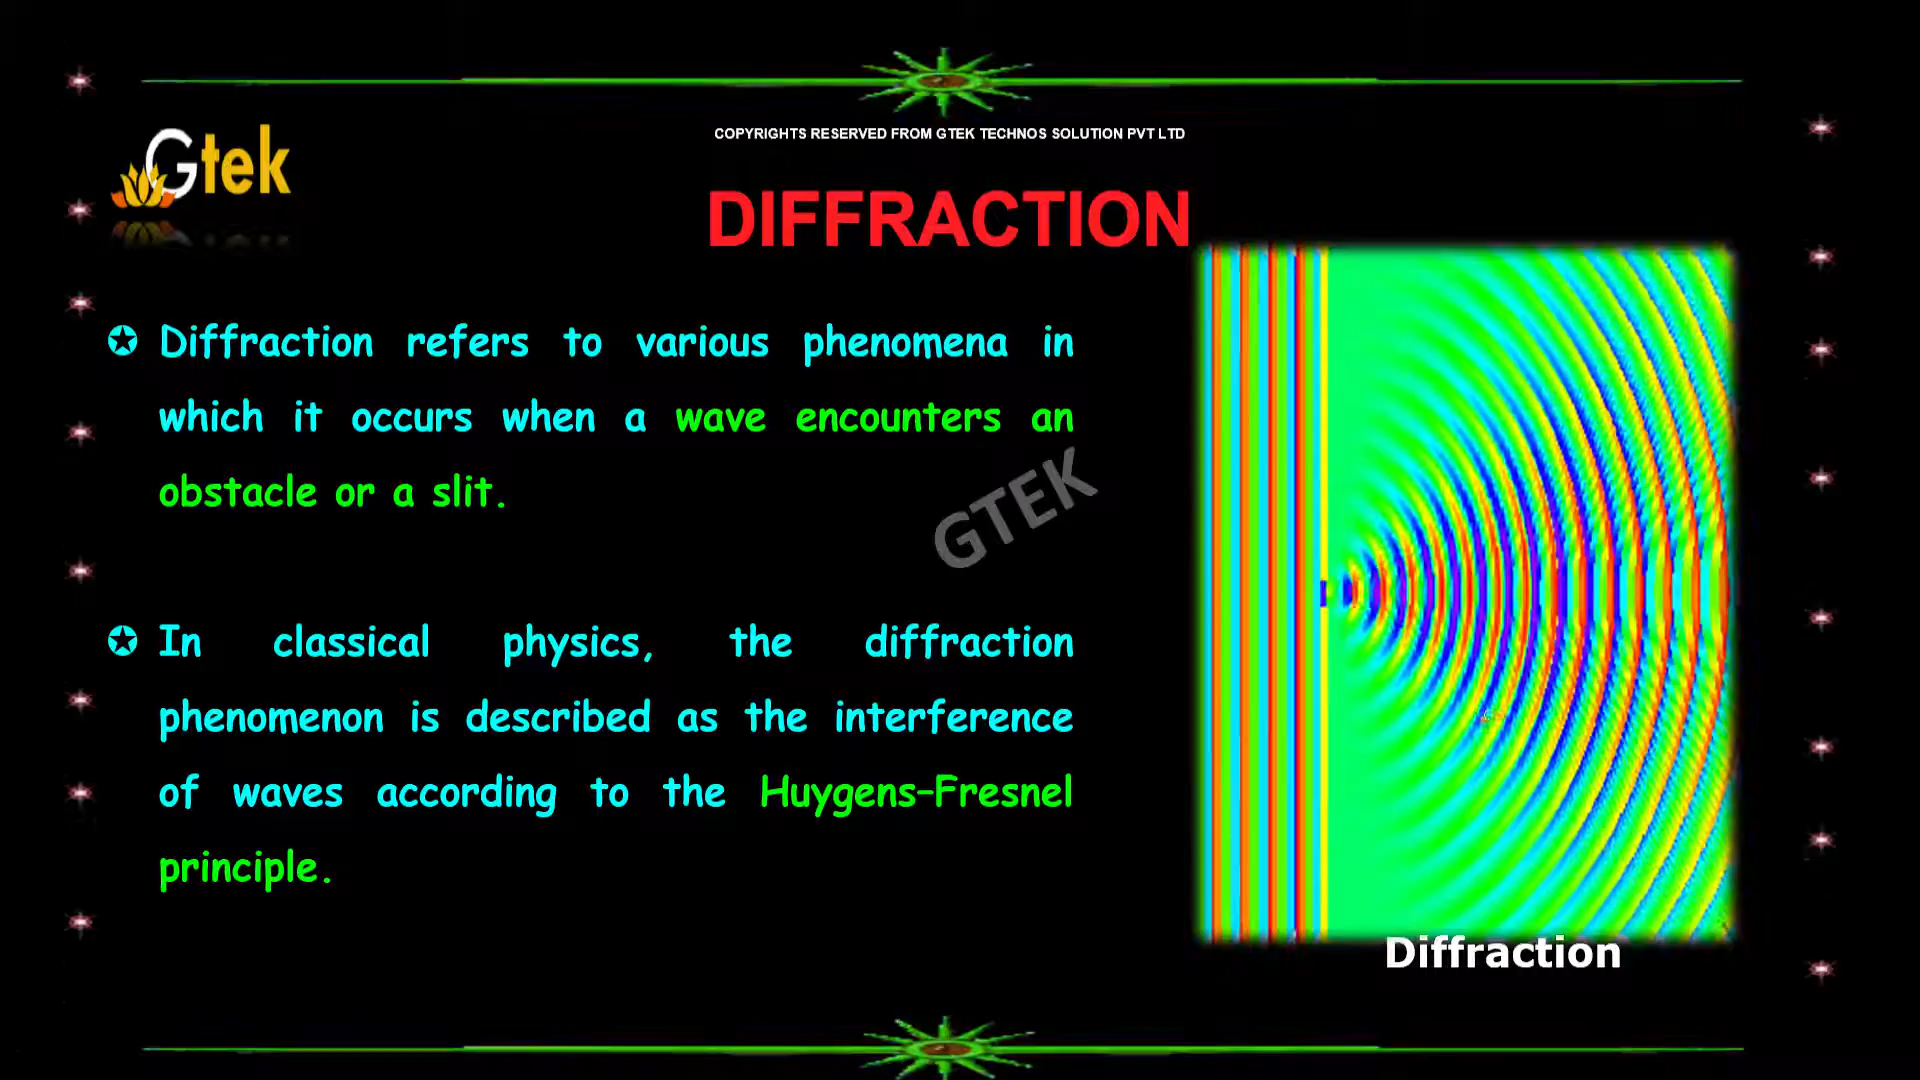 COPYRIGHTS RESERVED FROM GTEK TECHNOS SOLUTION PVT LTD
Gtek
DIFFRACTION
Diffraction refers to various phenomena in
which it occurs when a wave encounters an
obstacle or a slit.
GTEK
In classical physics, the diffraction
phenomenon is described as the interference
of waves according to the Huygens–Fresnel
principle.
Diffraction